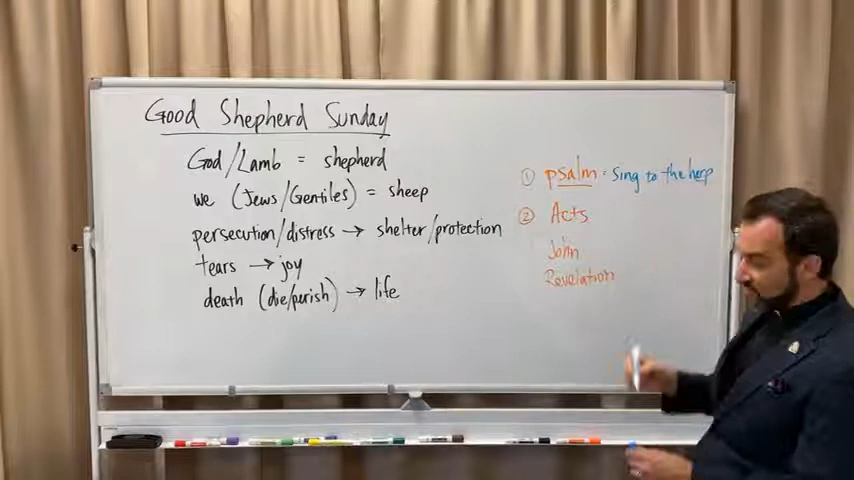 Good Shepherd Sunday
God/Lamb = shepherd
we (Jews/Gentiles) = sheep
persecution/distress → shelter/protection
tears → joy
death (die/perish) → life
① psalm = sing to the harp
② Acts
John
Revelation